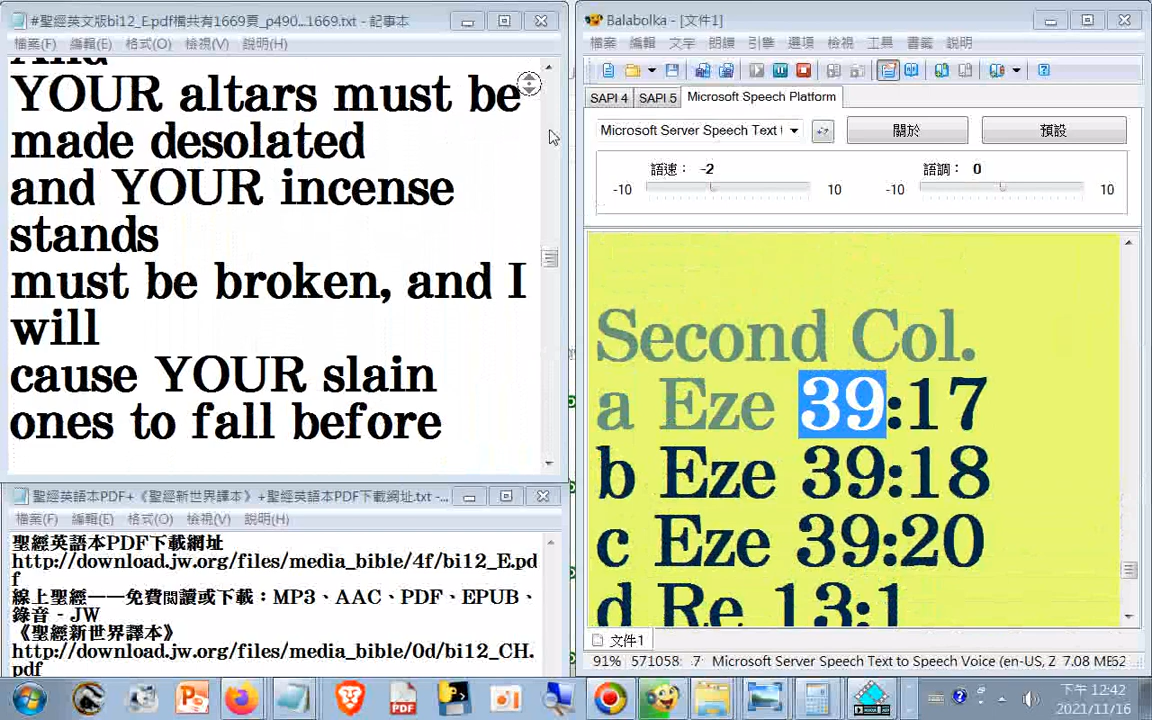 #聖經英文版bi12_E.pdf檔共有1669頁_p490...1669.txt - 記事本
檔案(F) 編輯(E) 格式(O) 檢視(V) 說明(H)
And
YOUR altars must be
made desolated
and YOUR incense
stands
must be broken, and I
will
cause YOUR slain
ones to fall before
聖經英語本PDF+《聖經新世界譯本》+聖經英語本PDF下載網址.txt - ...
檔案(F) 編輯(E) 格式(O) 檢視(V) 說明(H)
聖經英語本PDF下載網址
http://download.jw.org/files/media_bible/4f/bi12_E.pd
f
線上聖經——免費閱讀或下載：MP3、AAC、PDF、EPUB、
錄音 - JW
《聖經新世界譯本》
http://download.jw.org/files/media_bible/0d/bi12_CH.
pdf
Balabolka - [文件1]
檔案 編輯 文字 朗讀 引擎 選項 檢視 工具 書籤 說明
SAPI 4 SAPI 5 Microsoft Speech Platform
Microsoft Server Speech Text 關於 預設
語速： -2 語調： 0
-10 10 -10 10
Second Col.
a Eze 39:17
b Eze 39:18
c Eze 39:20
d Re 13:1
文件1
91% 571058: 7 Microsoft Server Speech Text to Speech Voice (en-US, Z 7.08 ME
PDF
下午 12:42
2021/11/16